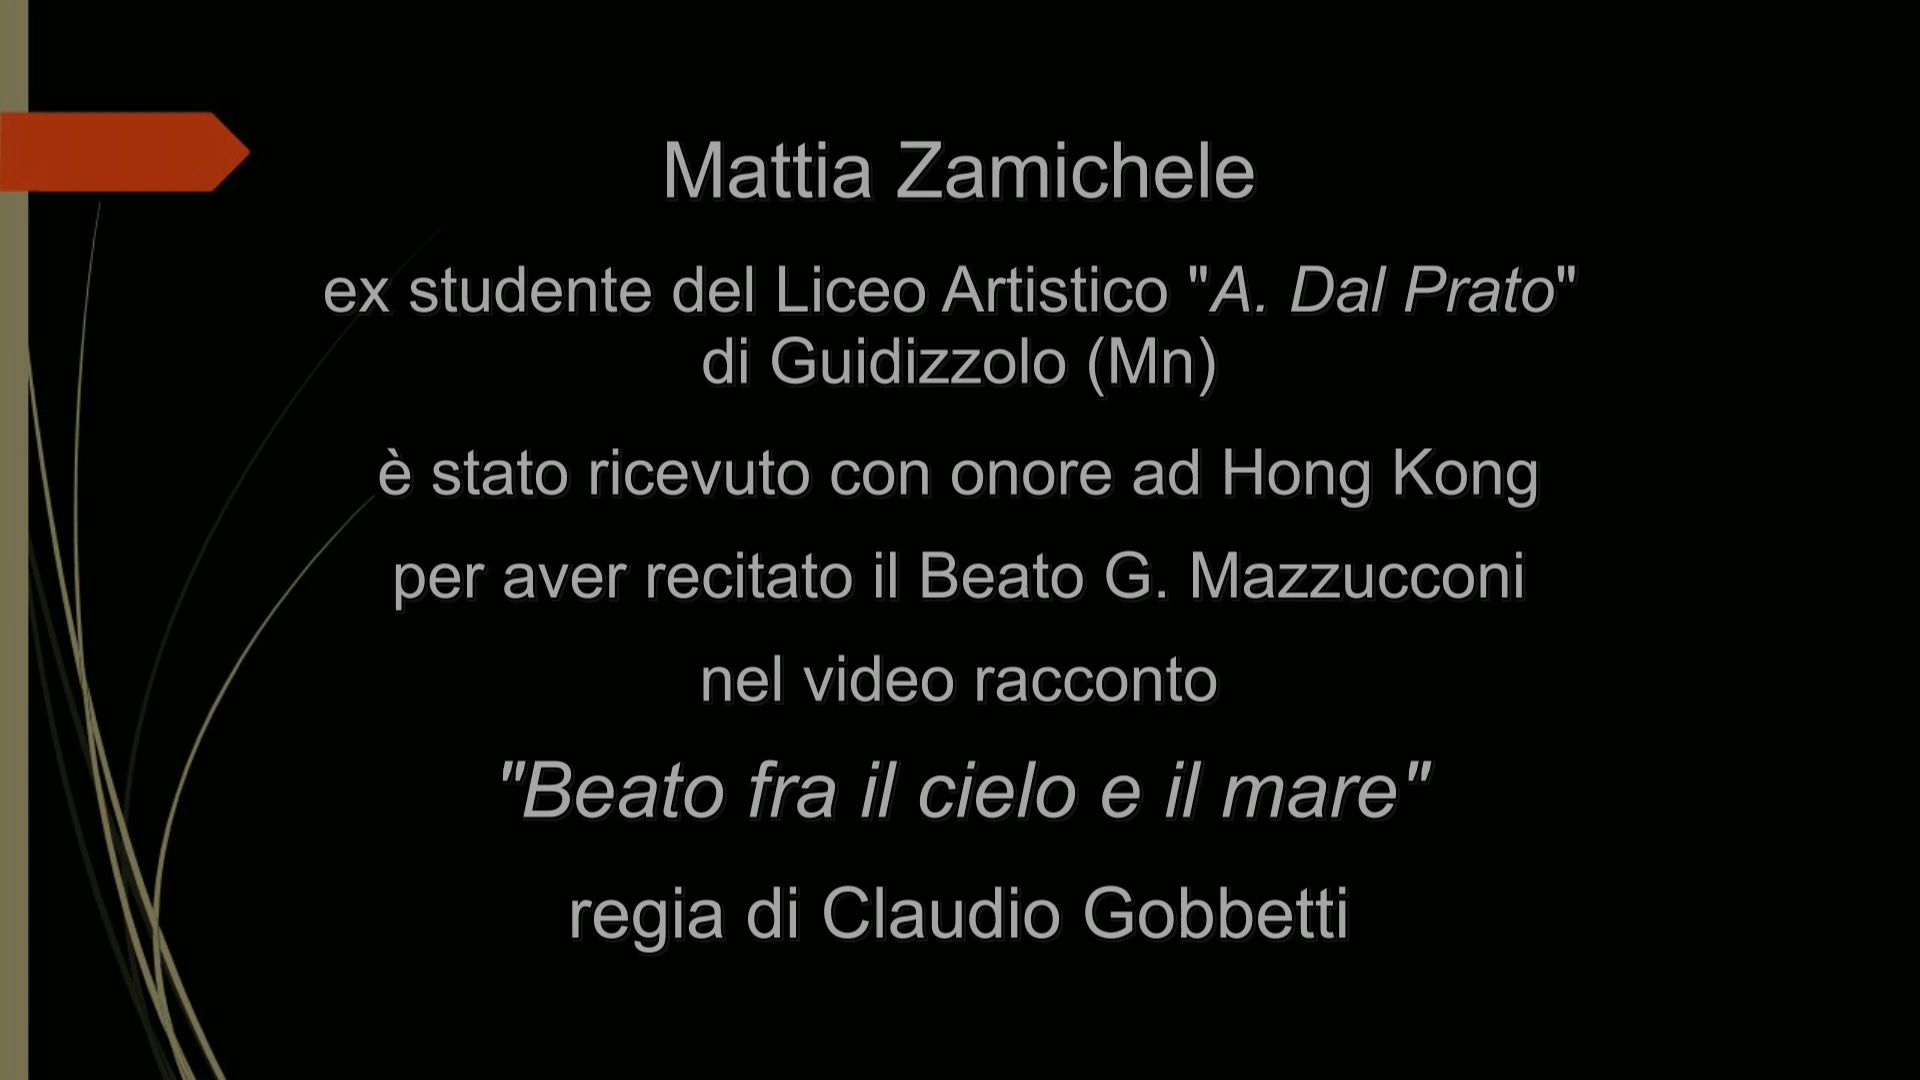 Mattia Zamichele
ex studente del Liceo Artistico "A. Dal Prato"
di Guidizzolo (Mn)
è stato ricevuto con onore ad Hong Kong
per aver recitato il Beato G. Mazzucconi
nel video racconto
"Beato fra il cielo e il mare"
regia di Claudio Gobbetti